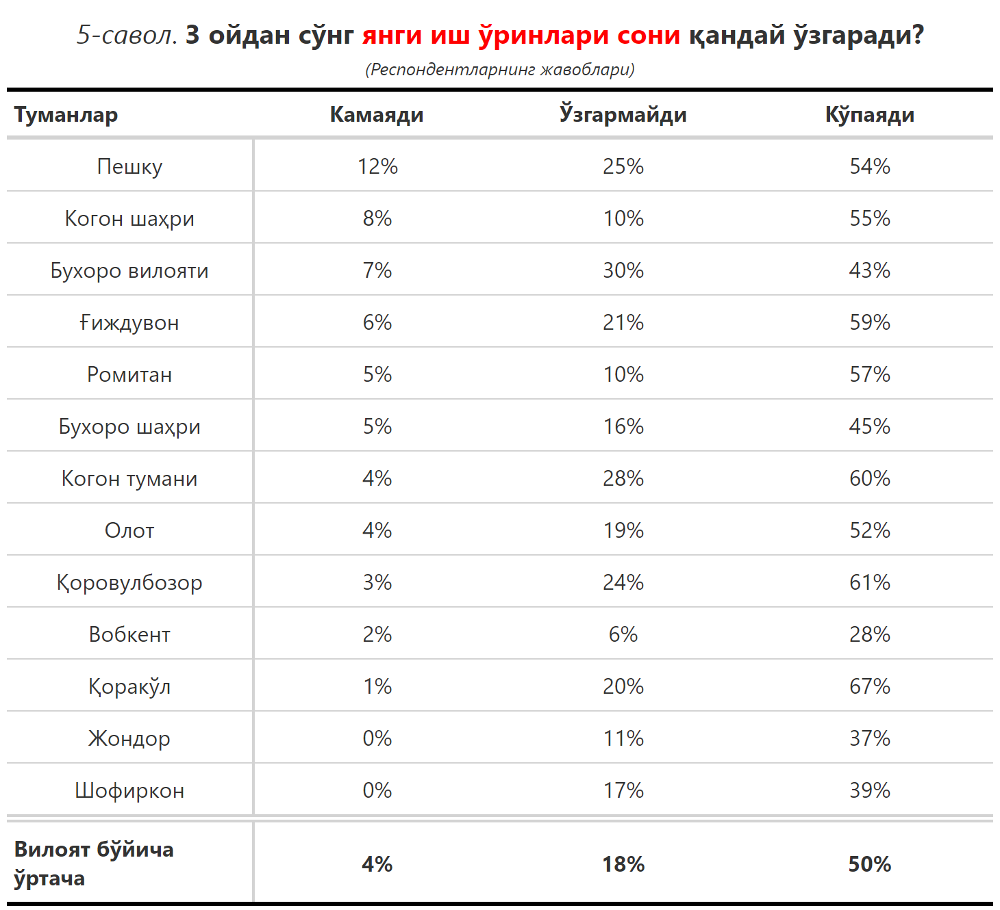 5-савол. 3 ойдан сўнг янги иш ўринлари сони қандай ўзгаради?
(Респондентларнинг жавоблари)
Туманлар Камаяди Ўзгармайди Кўпаяди
Пешку 12% 25% 54%
Когон шаҳри 8% 10% 55%
Бухоро вилояти 7% 30% 43%
Ғиждувон 6% 21% 59%
Ромитан 5% 10% 57%
Бухоро шаҳри 5% 16% 45%
Когон тумани 4% 28% 60%
Олот 4% 19% 52%
Қоровулбозор 3% 24% 61%
Вобкент 2% 6% 28%
Қоракўл 1% 20% 67%
Жондор 0% 11% 37%
Шофиркон 0% 17% 39%
Вилоят бўйича
ўртача 4% 18% 50%